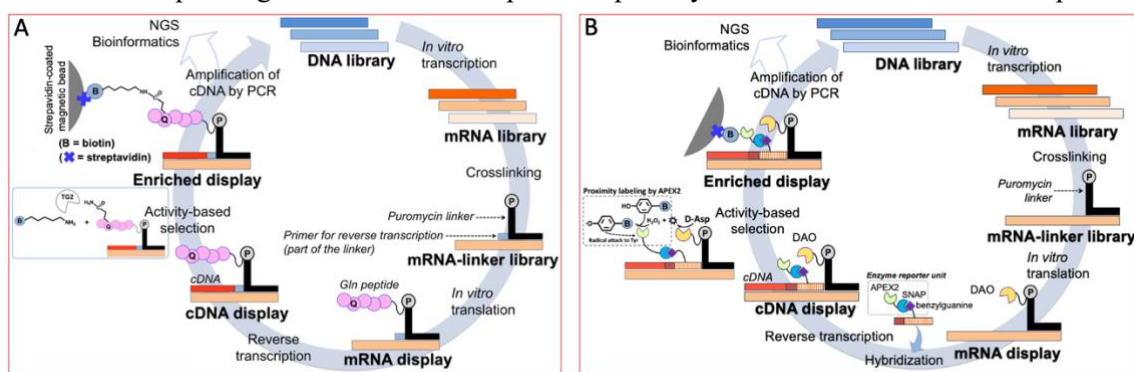 A
NGS
Bioinformatics
DNA library
In vitro
transcription
Amplification of
cDNA by PCR
Strepavidin-coated
magnetic bead
B
Q
P
(B = biotin)
(✖ = streptavidin)
mRNA library
Enriched display
Crosslinking
Puromycin linker
P
Primer for reverse transcription
(part of the linker)
mRNA-linker library
TG2
H₂N
NH₂
B
+
Q
P
Activity-based
selection
Q
P
cDNA
cDNA display
Gln peptide
Q
P
In vitro
translation
Reverse
transcription
mRNA display
B
NGS
Bioinformatics
DNA library
In vitro
transcription
Amplification of
cDNA by PCR
B
P
mRNA library
Enriched display
Crosslinking
Puromycin
linker
P
mRNA-linker library
Proximity labeling by APEX2
HO
B
H₂O₂
+
D-Asp
O
B
Radical attack to Tyr
P
Activity-based
selection
DAO
P
cDNA
cDNA display
Enzyme reporter unit
APEX2
SNAP
benzylguanine
In vitro
translation
DAO
P
Reverse transcription
Hybridization
mRNA display